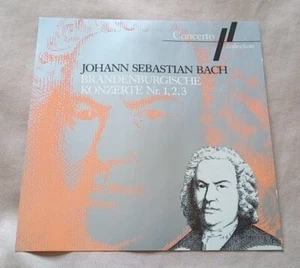 Concerto
collection
JOHANN SEBASTIAN BACH
BRANDENBURGISCHE
KONZERTE Nr. 1, 2, 3